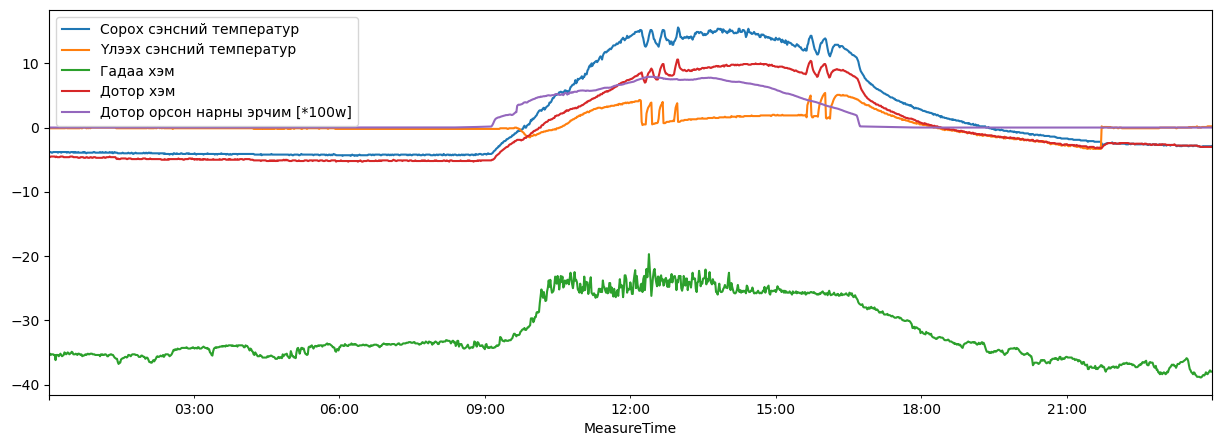 Сорох сэнсний температур
Үлээх сэнсний температур
Гадаа хэм
Дотор хэм
Дотор орсон нарны эрчим [*100w]
10
0
−10
−20
−30
−40
03:00 06:00 09:00 12:00 15:00 18:00 21:00
MeasureTime